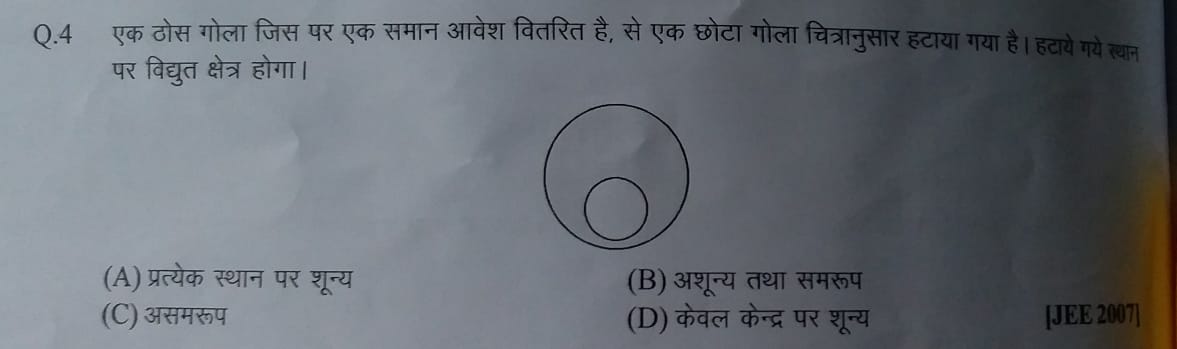 Q.4 एक ठोस गोला जिस पर एक समान आवेश वितरित है, से एक छोटा गोला चित्रानुसार हटाया गया है। हटाये गये स्थान
पर विद्युत क्षेत्र होगा।
(A) प्रत्येक स्थान पर शून्य (B) अशून्य तथा समरूप
(C) असमरूप (D) केवल केन्द्र पर शून्य [JEE 2007]